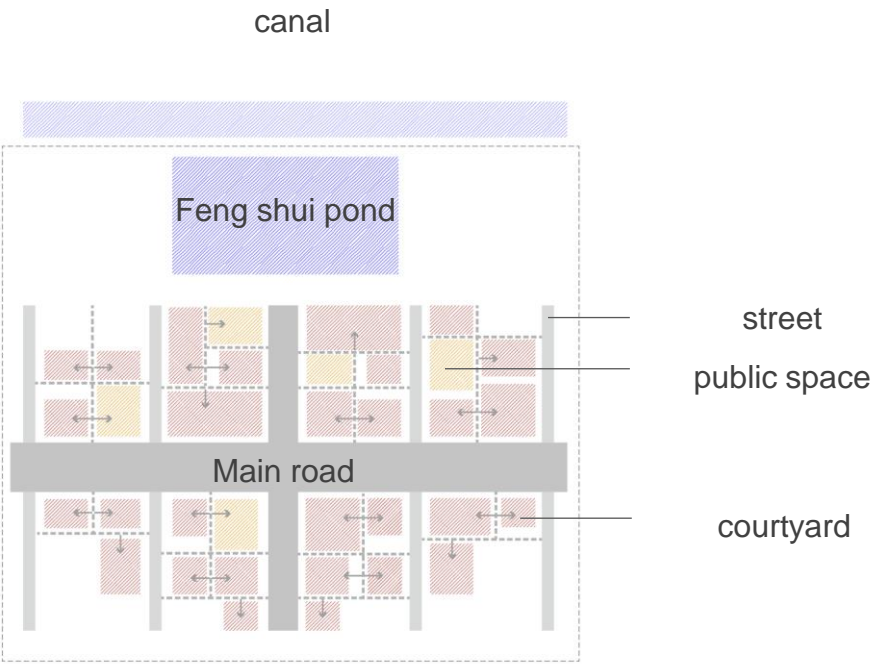 canal
Feng shui pond
street
public space
Main road
courtyard